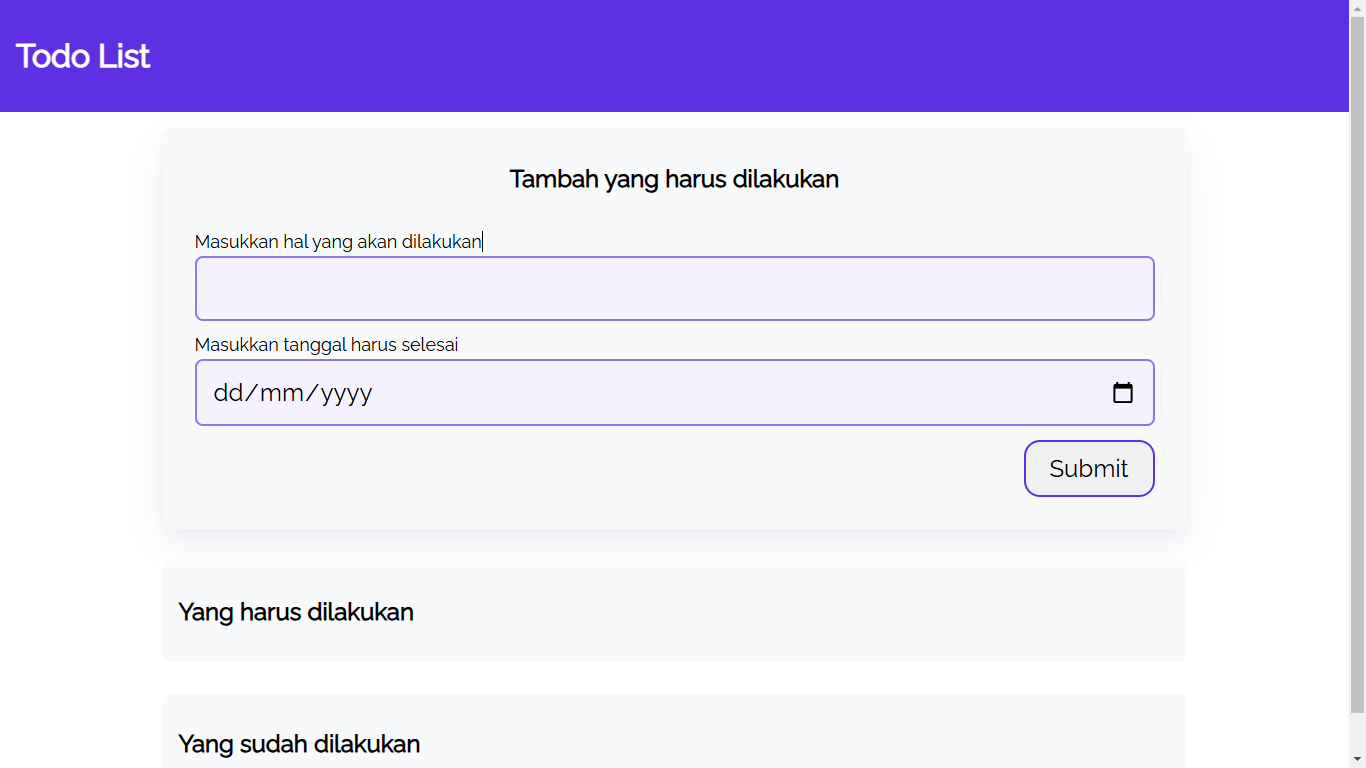 Todo List
Tambah yang harus dilakukan
Masukkan hal yang akan dilakukan
Masukkan tanggal harus selesai
dd/mm/yyyy
Submit
Yang harus dilakukan
Yang sudah dilakukan